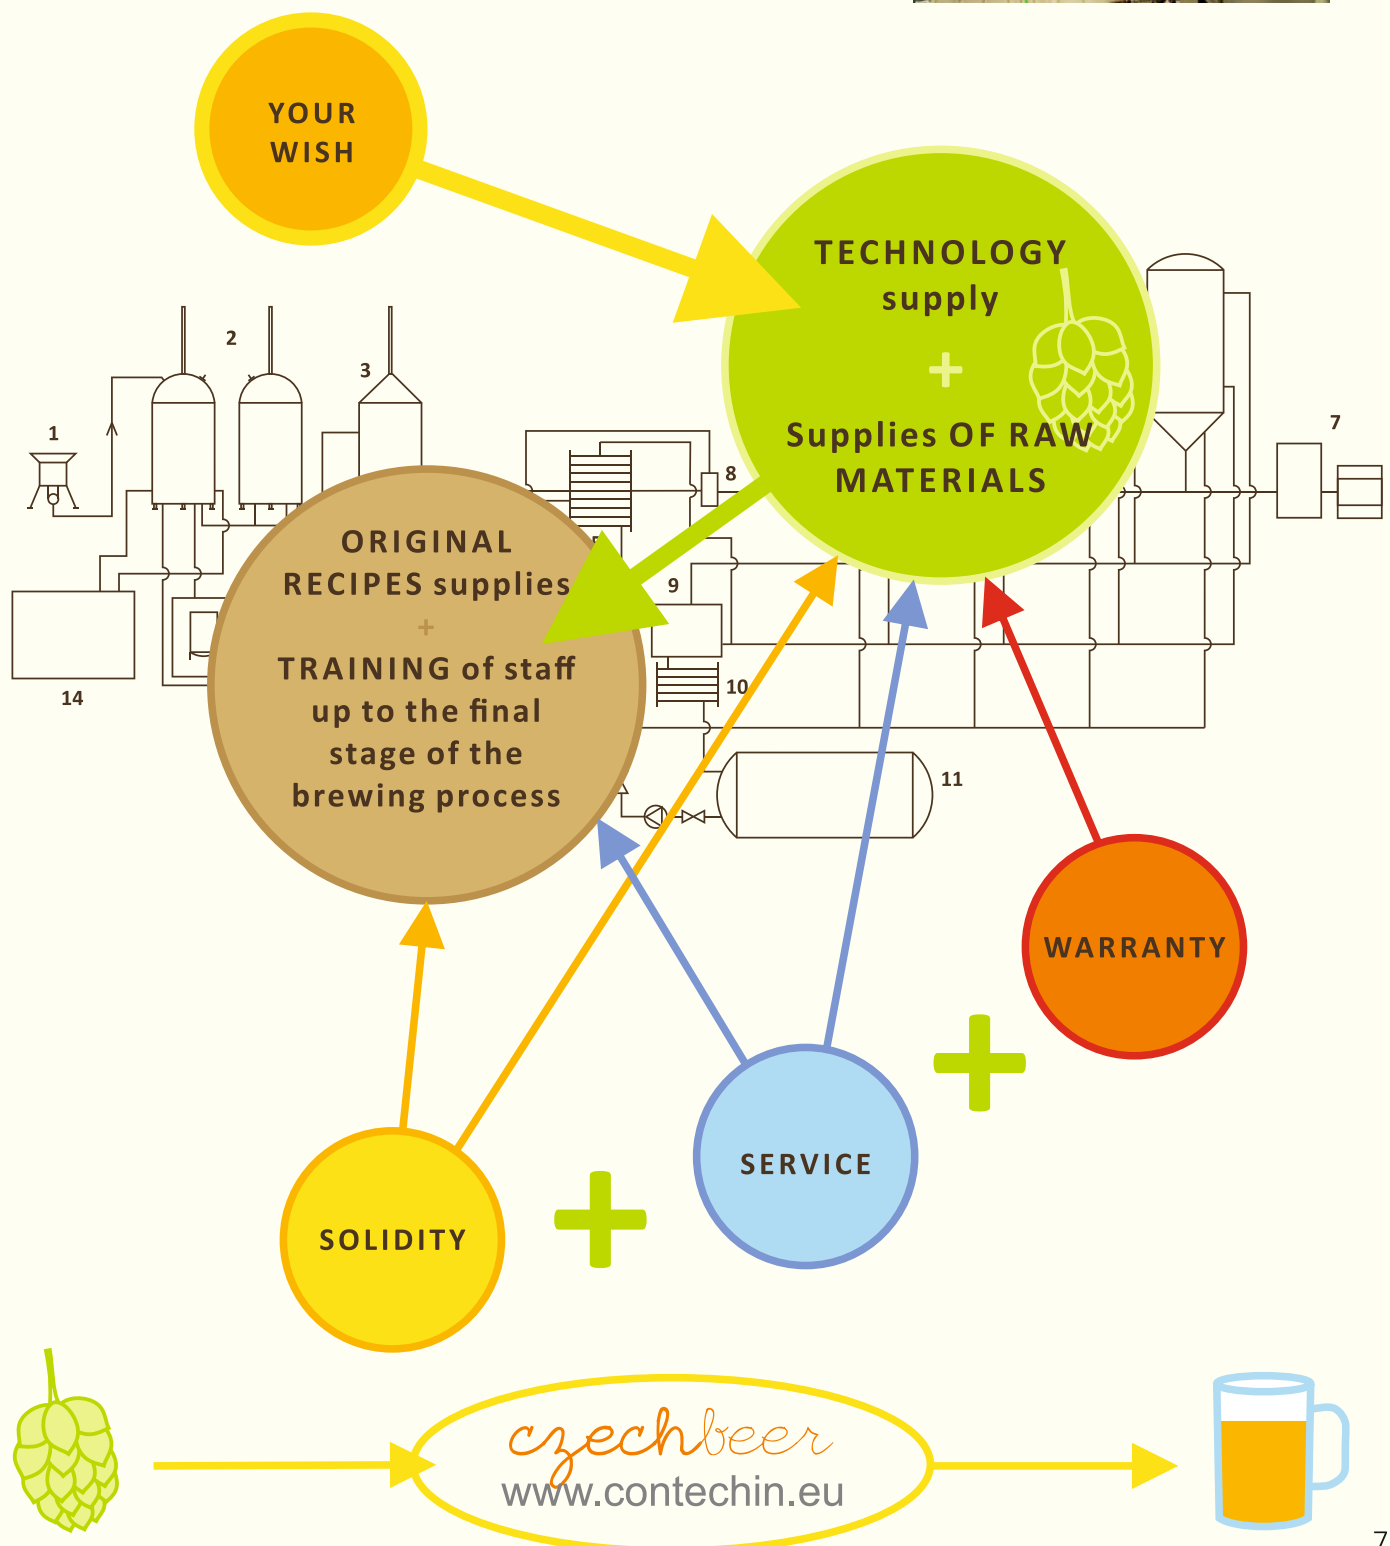 YOUR
WISH
TECHNOLOGY
supply
+
Supplies OF RAW
MATERIALS
2
3
1
7
8
ORIGINAL
RECIPES supplies
+
TRAINING of staff
up to the final
stage of the
brewing process
9
10
14
11
WARRANTY
+
SERVICE
+
SOLIDITY
czechbeer
www.contechin.eu
7